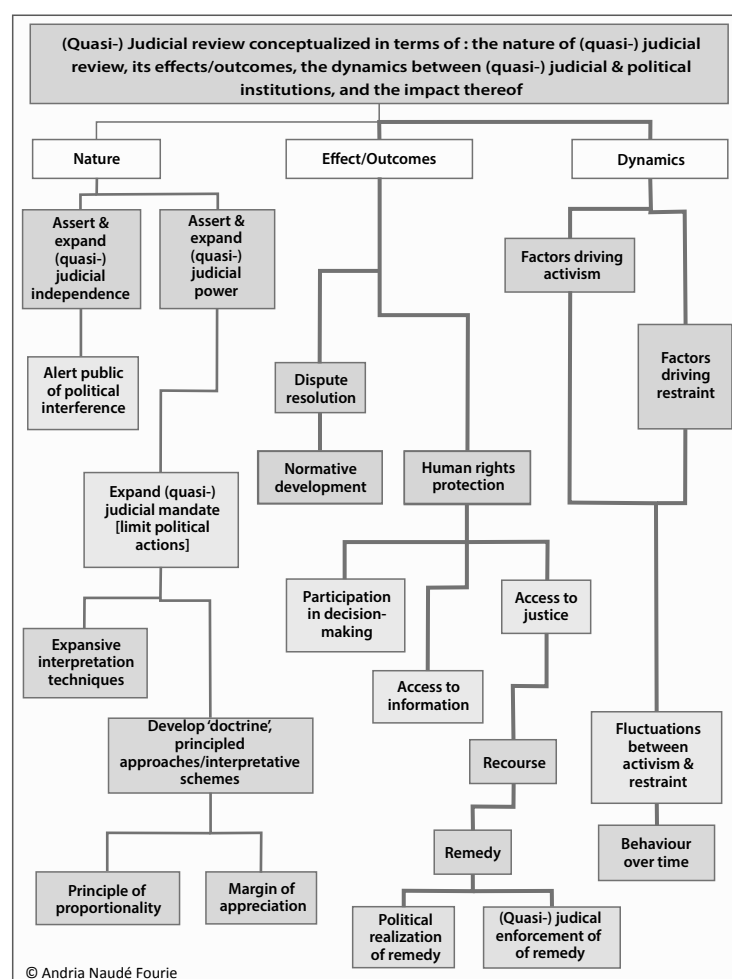 (Quasi-) Judicial review conceptualized in terms of : the nature of (quasi-) judicial
review, its effects/outcomes, the dynamics between (quasi-) judicial & political
institutions, and the impact thereof
Nature
Effect/Outcomes
Dynamics
Assert &
expand
(quasi-)
judicial
independence
Assert &
expand
(quasi-)
judicial
power
Factors driving
activism
Factors
driving
restraint
Alert public
of political
interference
Dispute
resolution
Normative
development
Human rights
protection
Expand (quasi-)
judicial mandate
[limit political
actions]
Participation
in decision-
making
Access to
justice
Expansive
interpretation
techniques
Access to
information
Develop ‘doctrine’,
principled
approaches/interpretative
schemes
Recourse
Fluctuations
between
activism &
restraint
Remedy
Behaviour
over time
Principle of
proportionality
Margin of
appreciation
Political
realization
of remedy
(Quasi-) judical
enforcement of
of remedy
© Andria Naudé Fourie